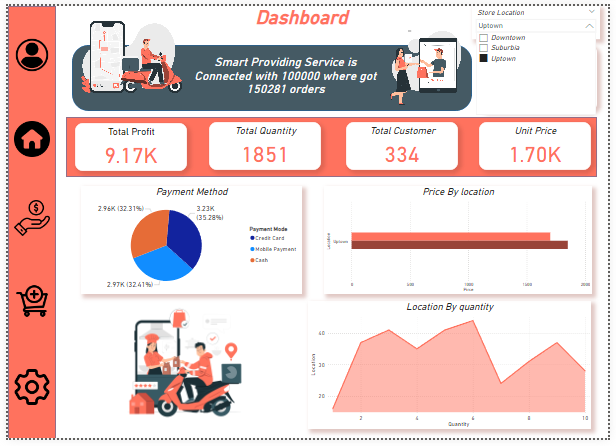 Dashboard
Store Location
Uptown
Downtown
Suburbia
Uptown
Smart Providing Service is
Connected with 100000 where got
150281 orders
Total Profit
9.17K
Total Quantity
1851
Total Customer
334
Unit Price
1.70K
Payment Method
2.96K (32.31%)
3.23K
(35.28%)
2.97K (32.41%)
Payment Mode
Credit Card
Mobile Payment
Cash
Price By location
Location
Uptown
0
500
1000
1500
2000
Price
Location By quantity
Location
40
30
20
2
4
6
8
10
Quantity